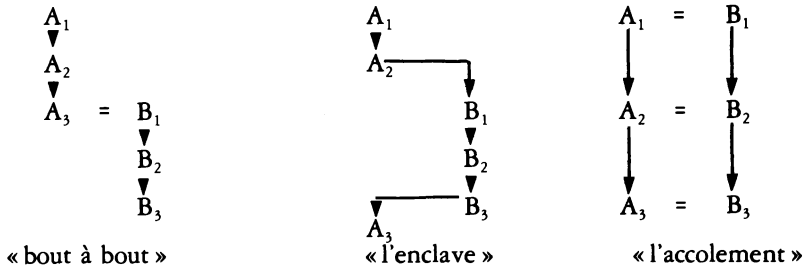 A₁ A₁ A₁ = B₁
A₂ A₂
A₃ = B₁ B₁ A₂ = B₂
B₂ B₂
B₃ B₃ A₃ = B₃
A₃
« bout à bout » « l'enclave » « l'accolement »